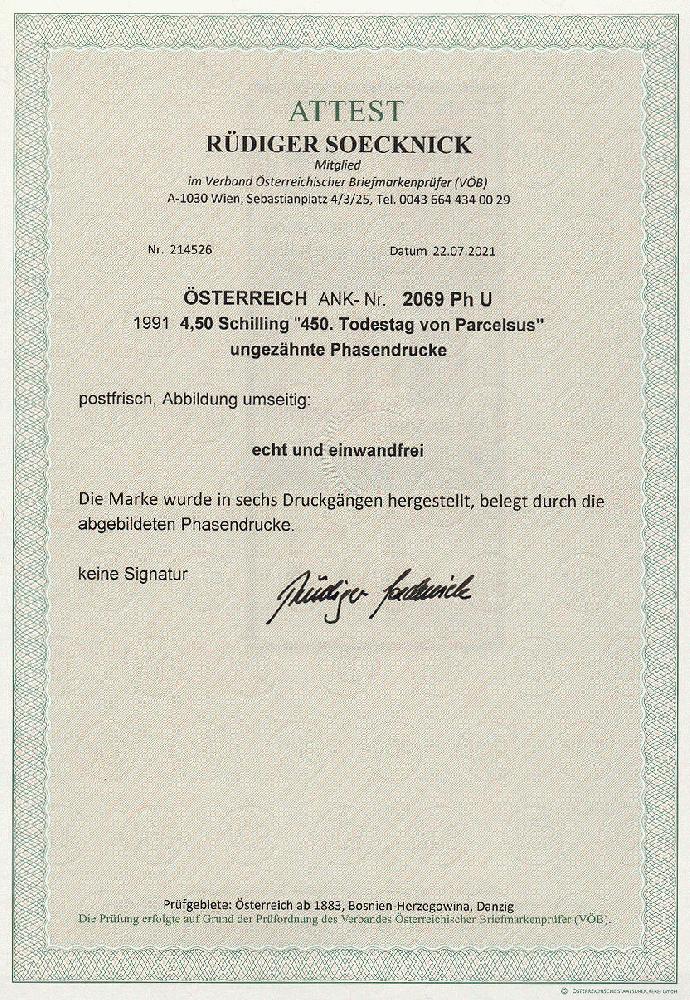 ATTEST
RÜDIGER SOECKNICK
Mitglied
im Verband Österreichischer Briefmarkenprüfer (VÖB)
A-1030 Wien, Sebastianplatz 4/3/25, Tel. 0043 664 434 00 29
Nr. 214526 Datum 22.07.2021
ÖSTERREICH ANK- Nr. 2069 Ph U
1991 4,50 Schilling "450. Todestag von Parcelsus"
ungezähnte Phasendrucke
postfrisch, Abbildung umseitig:
echt und einwandfrei
Die Marke wurde in sechs Druckgängen hergestellt, belegt durch die
abgebildeten Phasendrucke.
keine Signatur
Rüdiger Soecknick
Prüfgebiete: Österreich ab 1883, Bosnien-Herzegowina, Danzig
Die Prüfung erfolgte auf Grund der Prüfordnung des Verbandes Österreichischer Briefmarkenprüfer (VÖB).
© ÖSTERREICHISCHE STAATSDRUCKEREI GMBH